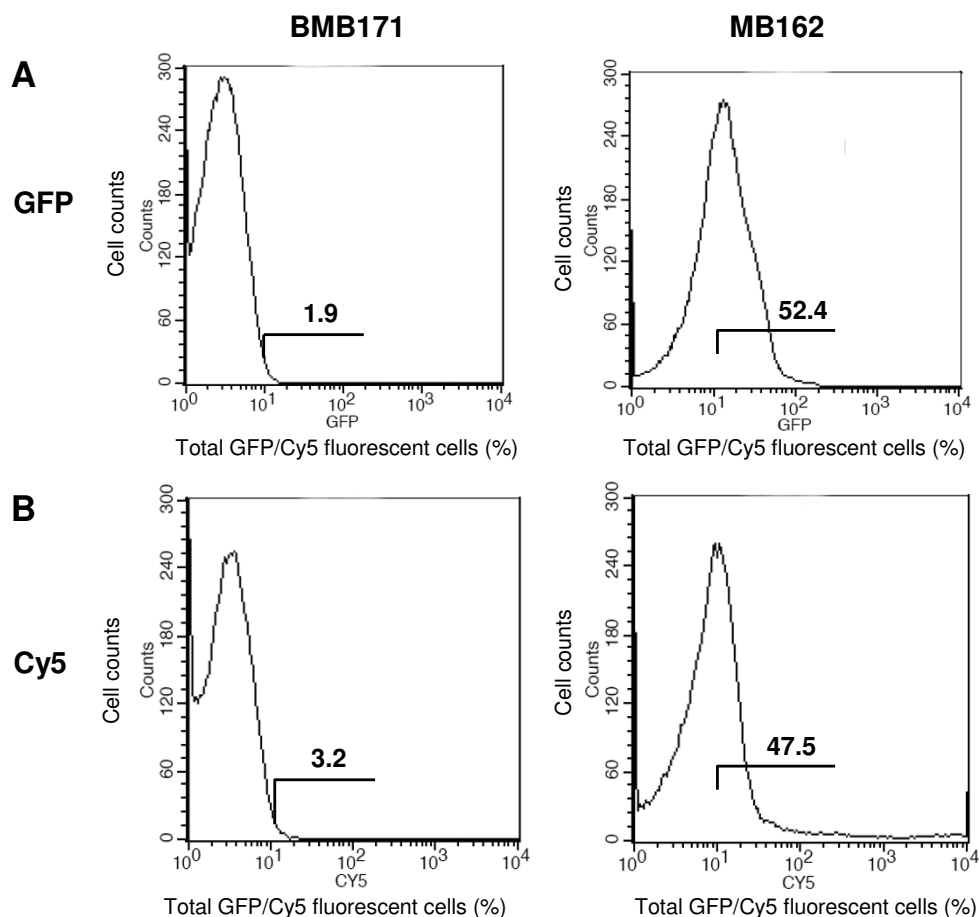 BMB171
MB162
A
GFP
Cell counts
Counts
300
240
180
120
60
0
1.9
10^0
10^1
10^2
10^3
10^4
GFP
Total GFP/Cy5 fluorescent cells (%)
Cell counts
Counts
300
240
180
120
60
0
52.4
10^0
10^1
10^2
10^3
10^4
GFP
Total GFP/Cy5 fluorescent cells (%)
B
Cy5
Cell counts
Counts
300
240
180
120
60
0
3.2
10^0
10^1
10^2
10^3
10^4
CY5
Total GFP/Cy5 fluorescent cells (%)
Cell counts
Counts
300
240
180
120
60
0
47.5
10^0
10^1
10^2
10^3
10^4
CY5
Total GFP/Cy5 fluorescent cells (%)